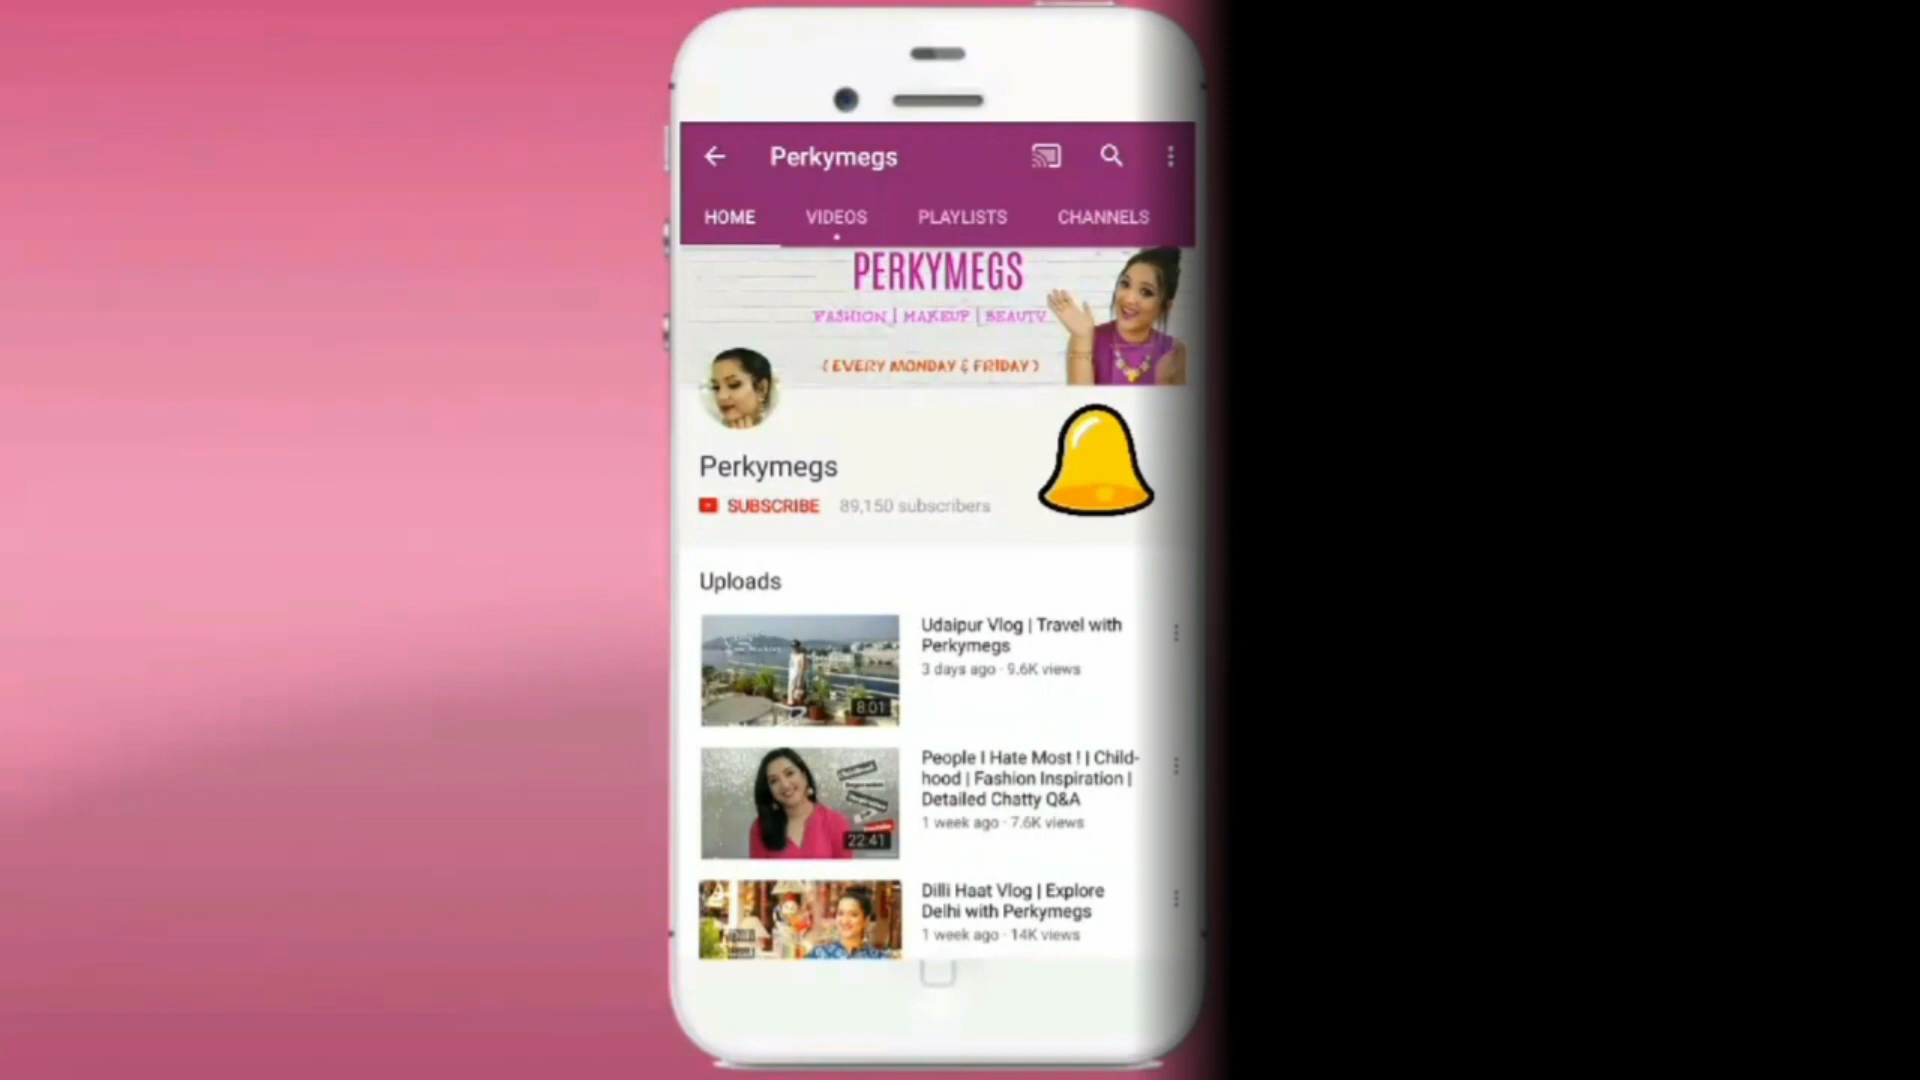 Perkymegs
HOME VIDEOS PLAYLISTS CHANNELS
PERKYMEGS
FASHION | MAKEUP | BEAUTY
( EVERY MONDAY & FRIDAY )
Perkymegs
SUBSCRIBE 89,150 subscribers
Uploads
Udaipur Vlog | Travel with
Perkymegs
3 days ago · 9.6K views
8:01
People I Hate Most ! | Child-
hood | Fashion Inspiration |
Detailed Chatty Q&A
1 week ago · 7.6K views
22:41
Dilli Haat Vlog | Explore
Delhi with Perkymegs
1 week ago · 14K views